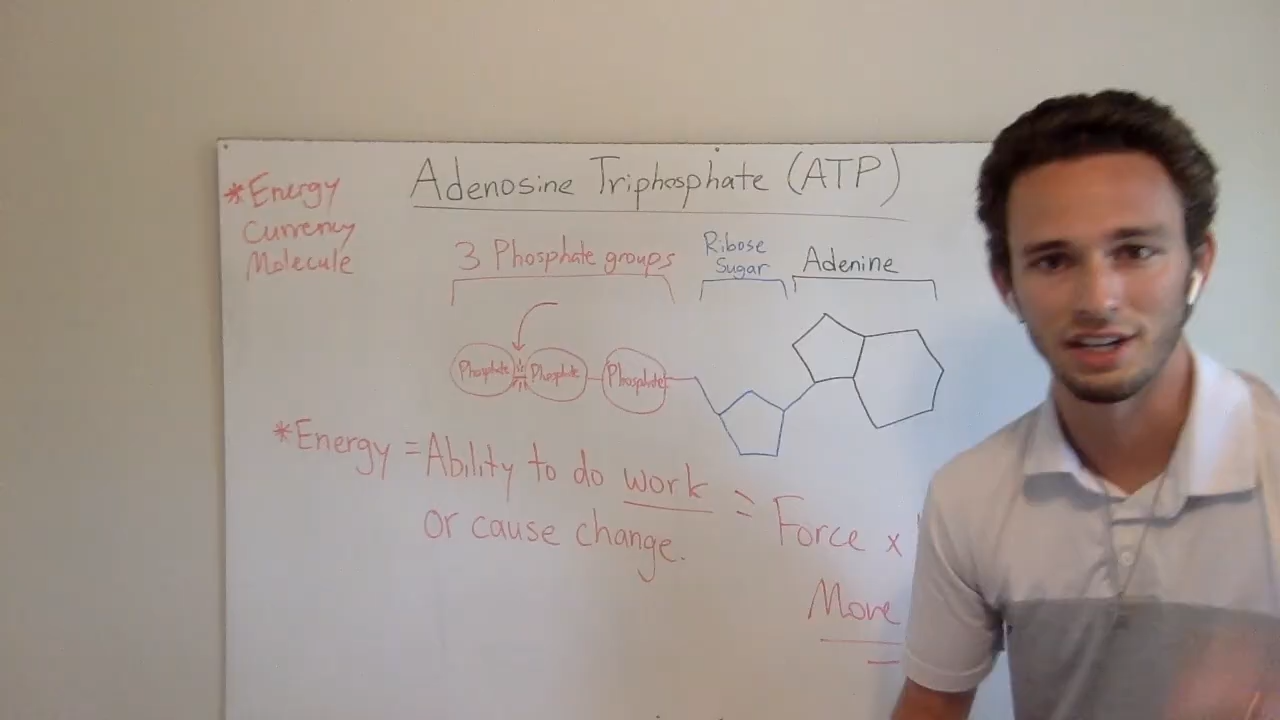 Adenosine Triphosphate (ATP)
*Energy
Currency
Molecule
3 Phosphate groups
Ribose
Sugar
Adenine
Phosphate Phosphate Phosphate
*Energy = Ability to do work = Force x
or cause change.
Move